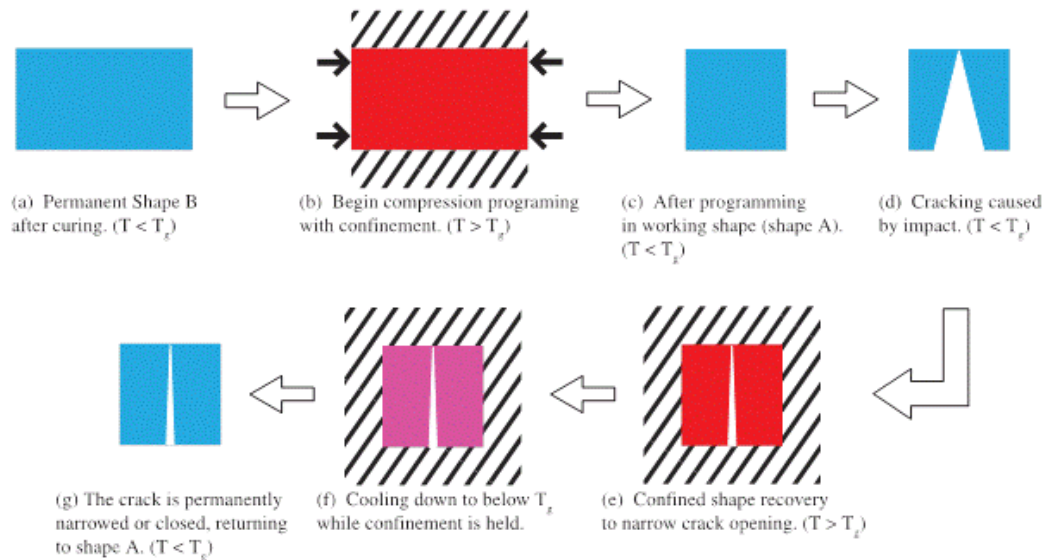 (a) Permanent Shape B
after curing. (T < Tg)
(b) Begin compression programing
with confinement. (T > Tg)
(c) After programming
in working shape (shape A).
(T < Tg)
(d) Cracking caused
by impact. (T < Tg)
(g) The crack is permanently
narrowed or closed, returning
to shape A. (T < Tg)
(f) Cooling down to below Tg
while confinement is held.
(e) Confined shape recovery
to narrow crack opening. (T > Tg)